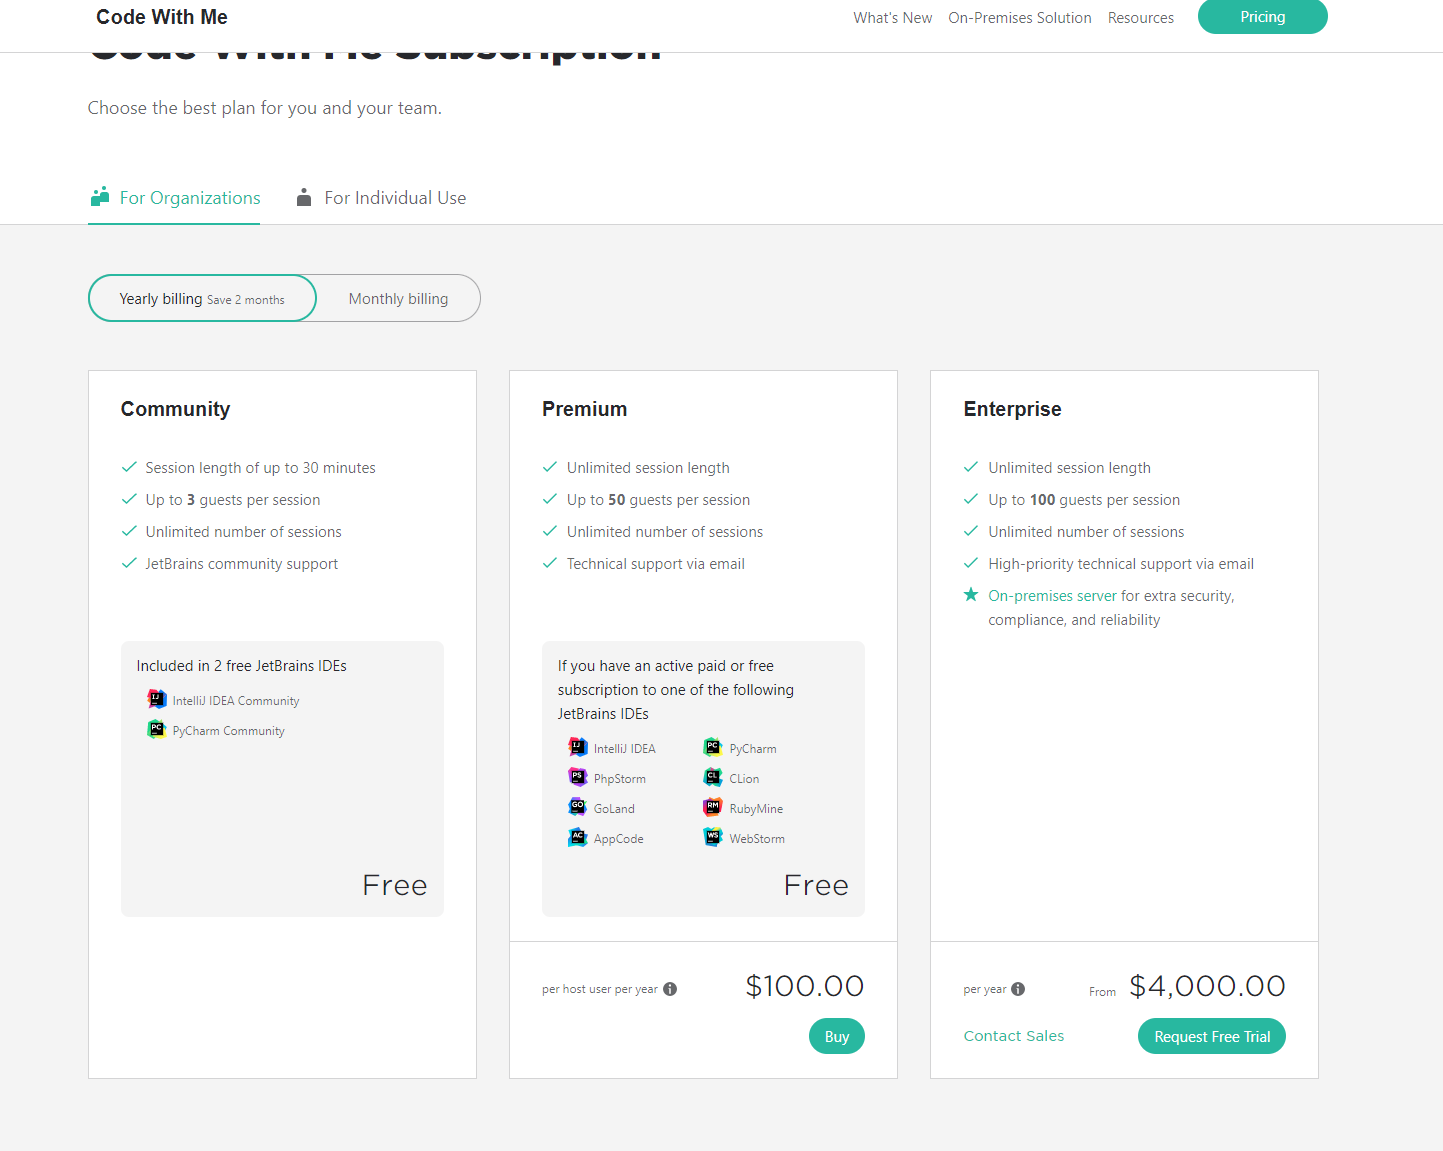 Code With Me
What's New
On-Premises Solution
Resources
Pricing
Code With Me Subscription
Choose the best plan for you and your team.
For Organizations
For Individual Use
Yearly billing Save 2 months
Monthly billing
Community
Session length of up to 30 minutes
Up to 3 guests per session
Unlimited number of sessions
JetBrains community support
Included in 2 free JetBrains IDEs
IJ IntelliJ IDEA Community
PC PyCharm Community
Free
Premium
Unlimited session length
Up to 50 guests per session
Unlimited number of sessions
Technical support via email
If you have an active paid or free
subscription to one of the following
JetBrains IDEs
IJ IntelliJ IDEA
PC PyCharm
PS PhpStorm
CL CLion
GO GoLand
RM RubyMine
AC AppCode
WS WebStorm
Free
per host user per year
$100.00
Buy
Enterprise
Unlimited session length
Up to 100 guests per session
Unlimited number of sessions
High-priority technical support via email
On-premises server for extra security,
compliance, and reliability
per year
From $4,000.00
Contact Sales
Request Free Trial